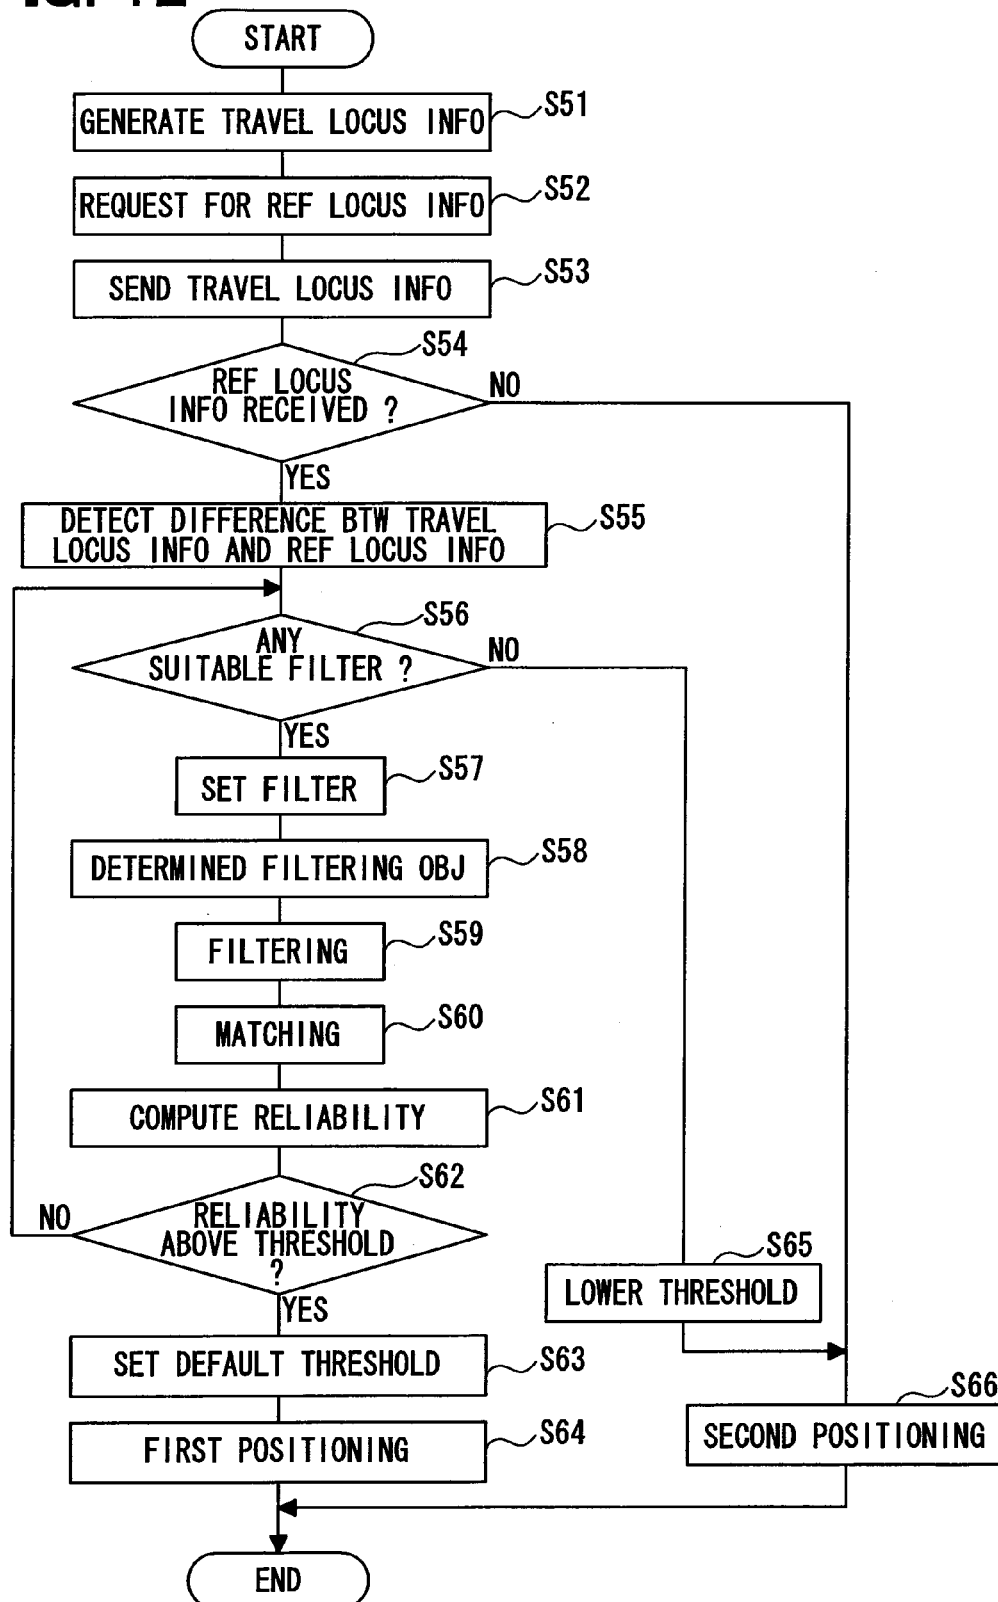 START
GENERATE TRAVEL LOCUS INFO
S51
REQUEST FOR REF LOCUS INFO
S52
SEND TRAVEL LOCUS INFO
S53
S54
REF LOCUS
INFO RECEIVED ?
NO
YES
DETECT DIFFERENCE BTW TRAVEL
LOCUS INFO AND REF LOCUS INFO
S55
S56
ANY
SUITABLE FILTER ?
NO
YES
SET FILTER
S57
DETERMINED FILTERING OBJ
S58
FILTERING
S59
MATCHING
S60
COMPUTE RELIABILITY
S61
S62
RELIABILITY
ABOVE THRESHOLD
?
NO
YES
S65
LOWER THRESHOLD
SET DEFAULT THRESHOLD
S63
S66
SECOND POSITIONING
FIRST POSITIONING
S64
END